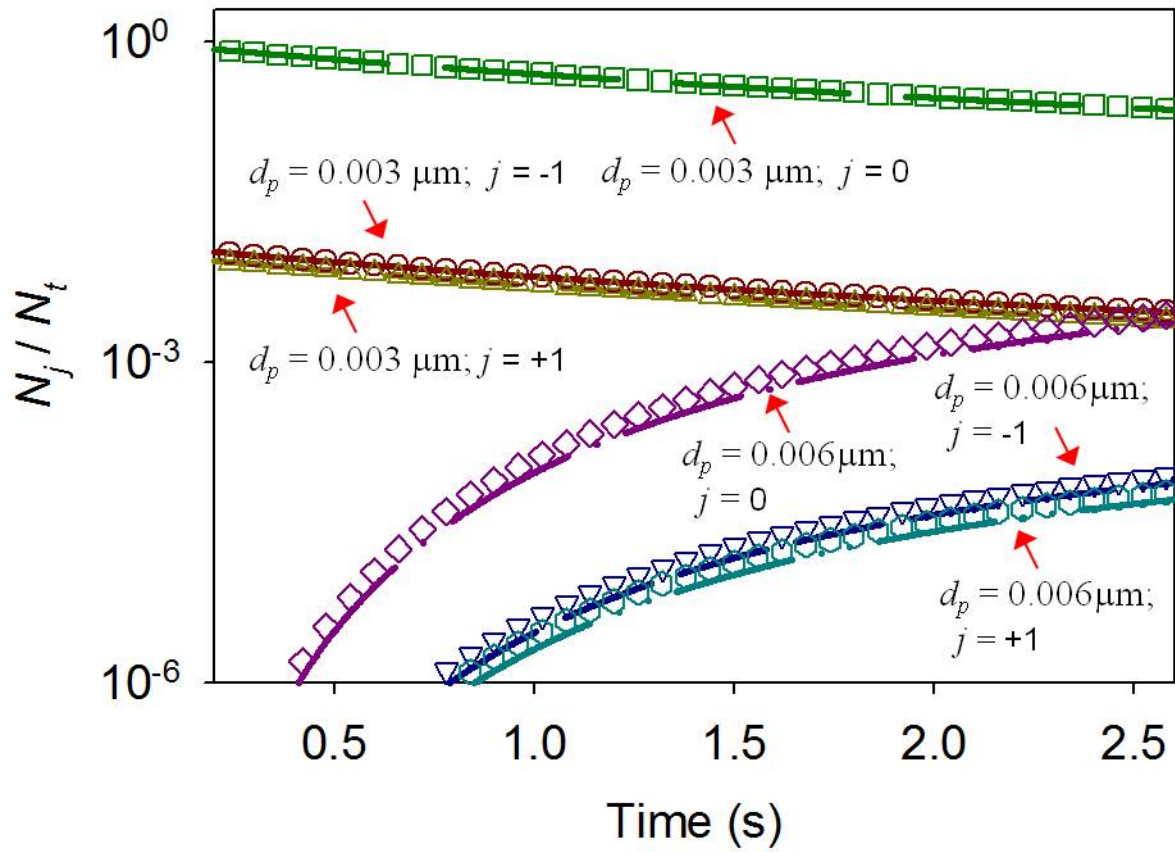 10⁰
d_p = 0.003 μm; j = -1
d_p = 0.003 μm; j = 0
N_j / N_t
10⁻³
d_p = 0.003 μm; j = +1
d_p = 0.006μm;
j = -1
d_p = 0.006μm;
j = 0
d_p = 0.006μm;
j = +1
10⁻⁶
0.5 1.0 1.5 2.0 2.5
Time (s)